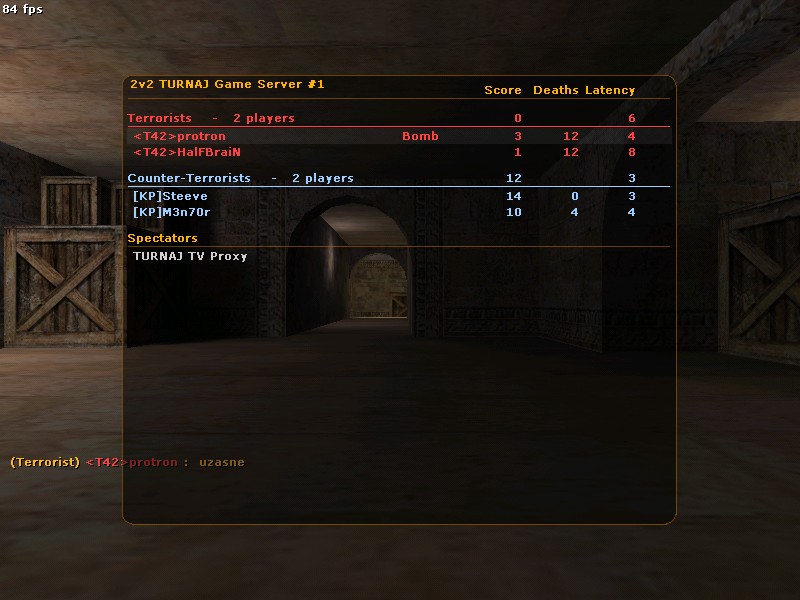 84 fps
2v2 TURNAJ Game Server #1
Score Deaths Latency
Terrorists - 2 players 0 6
<T42>protron Bomb 3 12 4
<T42>HalFBraiN 1 12 8
Counter-Terrorists - 2 players 12 3
[KP]Steeve 14 0 3
[KP]M3n70r 10 4 4
Spectators
TURNAJ TV Proxy
(Terrorist) <T42>protron : uzasne